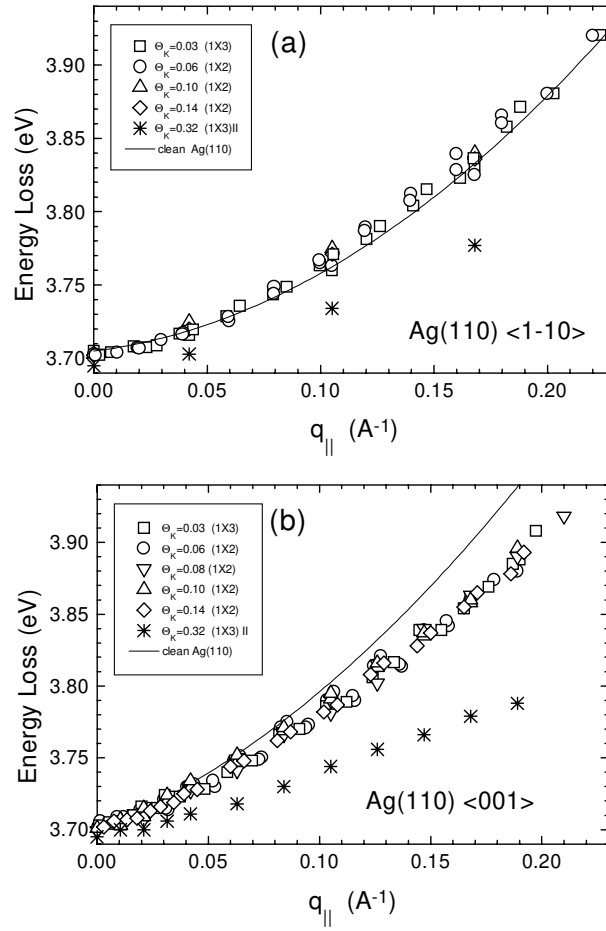 (a)
Θ_K=0.03 (1X3)
Θ_K=0.06 (1X2)
Θ_K=0.10 (1X2)
Θ_K=0.14 (1X2)
Θ_K=0.32 (1X3)II
clean Ag(110)
3.92
3.88
3.84
3.80
3.76
3.70
Energy Loss (eV)
Ag(110) <1-10>
0.00 0.05 0.10 0.15 0.20
q|| (A-1)
(b)
Θ_K=0.03 (1X3)
Θ_K=0.06 (1X2)
Θ_K=0.08 (1X2)
Θ_K=0.10 (1X2)
Θ_K=0.14 (1X2)
Θ_K=0.32 (1X3) II
clean Ag(110)
3.90
3.85
3.80
3.75
3.70
Energy Loss (eV)
Ag(110) <001>
0.00 0.05 0.10 0.15 0.20
q|| (A-1)